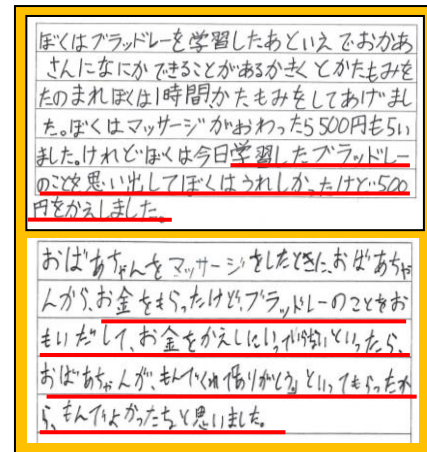 ぼくはブラッドレーを学習したあといえでおかあ
さんになにかできることがあるかきくとかたもみを
たのまれぼくは1時間かたもみをしてあげまし
た。ぼくはマッサージがおわったら500円もらい
ました。けれどぼくは今日学習したブラッドレー
のことを思い出してぼくはうれしかったけど500
円をかえしました。
おばあちゃんをマッサージをしたときに、おばあちゃ
んから、お金をもらったけど、ブラッドレーのことをお
もいだして、お金をかえしにいっていらないといったら、
おばあちゃんが、もんでくれてありがとう」といってもらったか
ら、もんでよかったなと思いました。